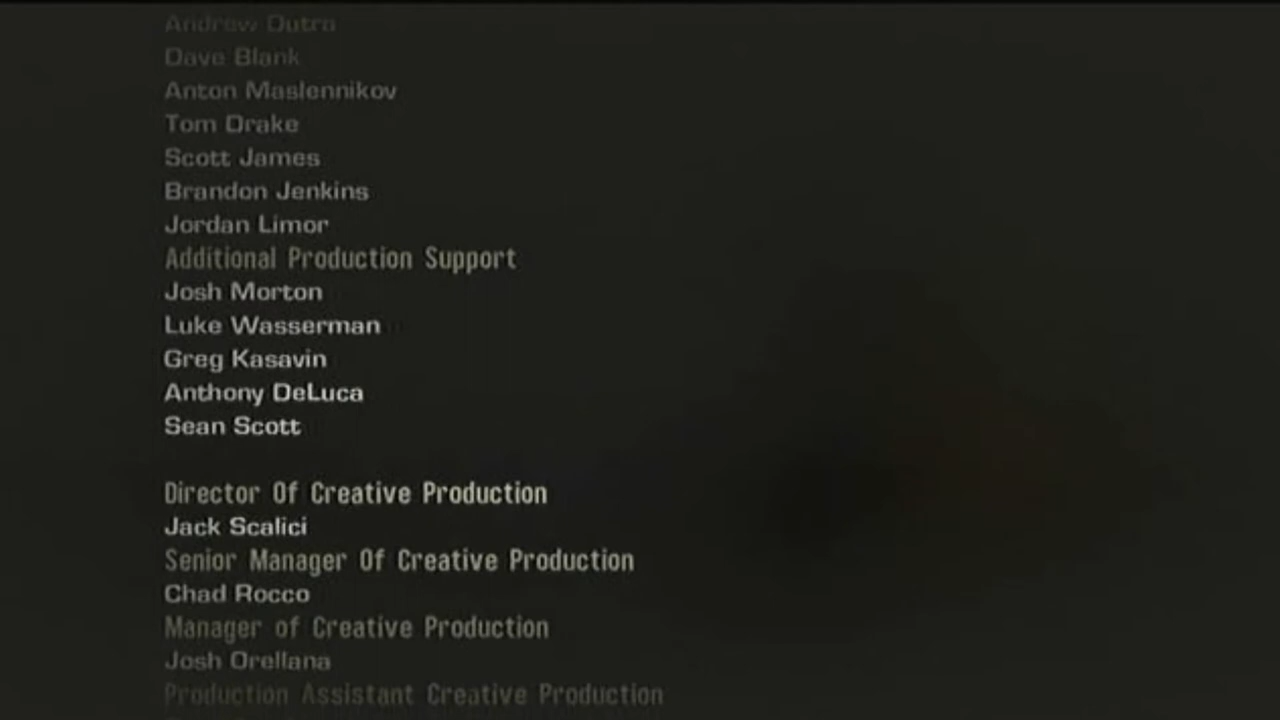 Andrew Dutra
Dave Blank
Anton Maslennikov
Tom Drake
Scott James
Brandon Jenkins
Jordan Limor
Additional Production Support
Josh Morton
Luke Wasserman
Greg Kasavin
Anthony DeLuca
Sean Scott
Director Of Creative Production
Jack Scalici
Senior Manager Of Creative Production
Chad Rocco
Manager of Creative Production
Josh Orellana
Production Assistant Creative Production